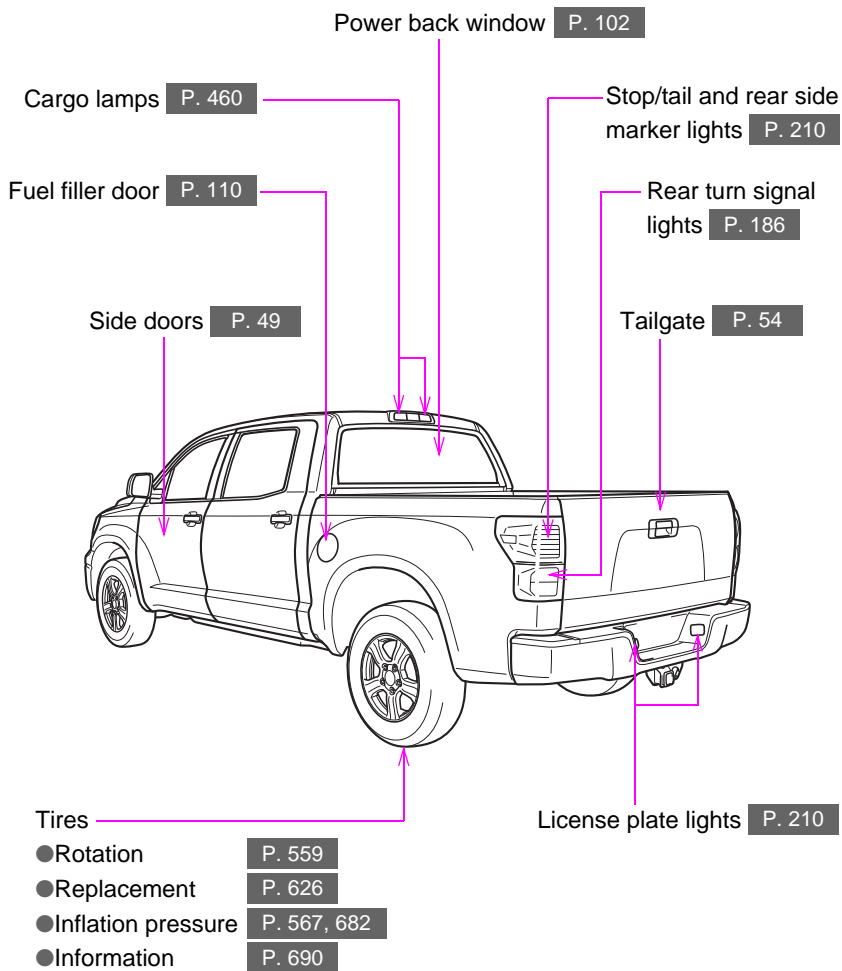 Power back window P. 102
Cargo lamps P. 460
Stop/tail and rear side
marker lights P. 210
Fuel filler door P. 110
Rear turn signal
lights P. 186
Side doors P. 49
Tailgate P. 54
Tires
●Rotation P. 559
●Replacement P. 626
●Inflation pressure P. 567, 682
●Information P. 690
License plate lights P. 210